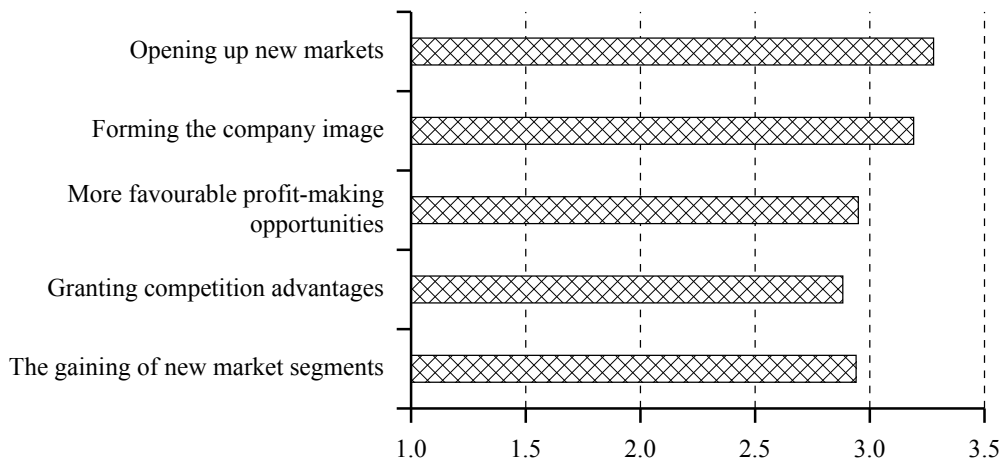 Opening up new markets
Forming the company image
More favourable profit-making
opportunities
Granting competition advantages
The gaining of new market segments
1.0 1.5 2.0 2.5 3.0 3.5